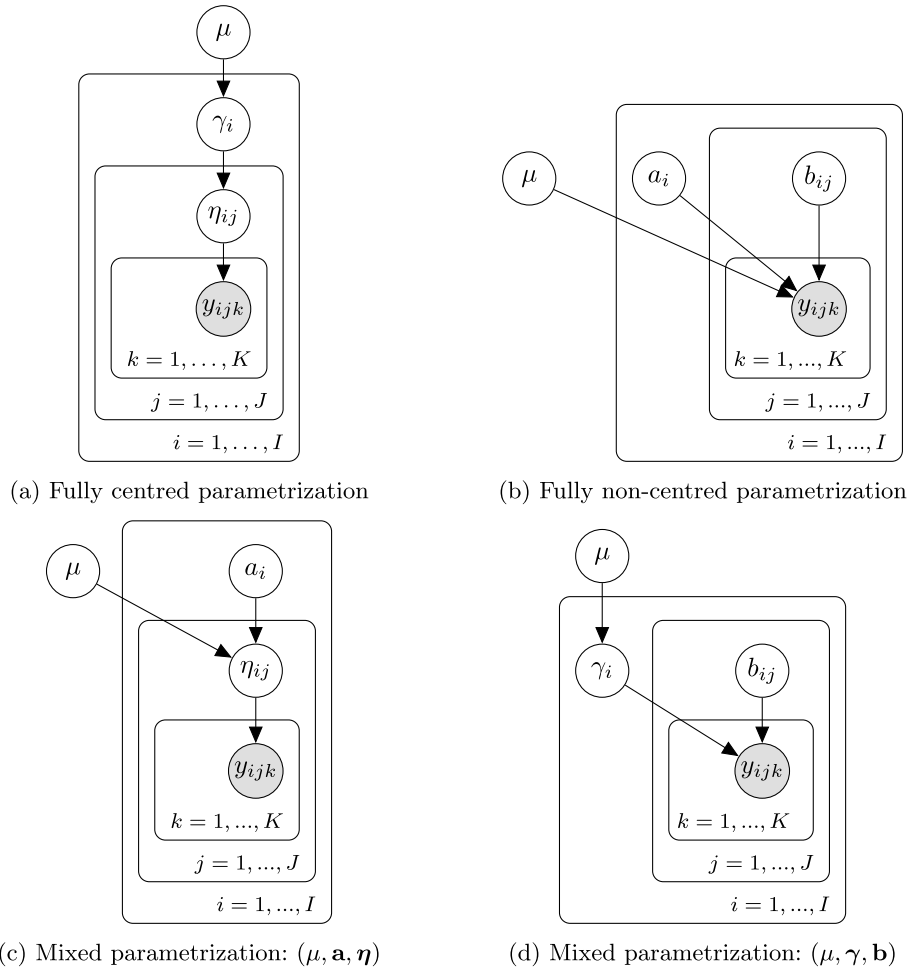 μ
γ_i
η_ij
y_ijk
k = 1, . . . , K
j = 1, . . . , J
i = 1, . . . , I
(a) Fully centred parametrization
μ
a_i
b_ij
y_ijk
k = 1, ..., K
j = 1, ..., J
i = 1, ..., I
(b) Fully non-centred parametrization
μ
a_i
η_ij
y_ijk
k = 1, ..., K
j = 1, ..., J
i = 1, ..., I
(c) Mixed parametrization: (μ, a, η)
μ
γ_i
b_ij
y_ijk
k = 1, ..., K
j = 1, ..., J
i = 1, ..., I
(d) Mixed parametrization: (μ, γ, b)